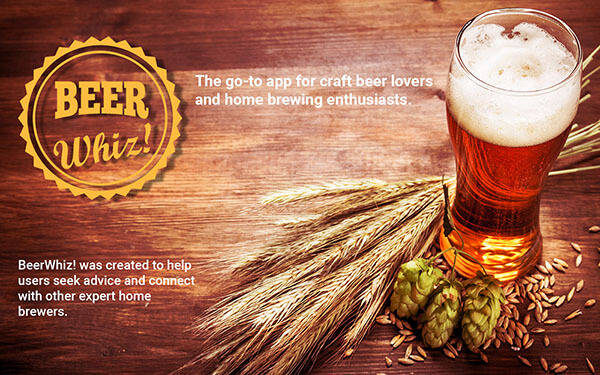 BEER
Whiz!
The go-to app for craft beer lovers
and home brewing enthusiasts.
BeerWhiz! was created to help
users seek advice and connect
with other expert home
brewers.